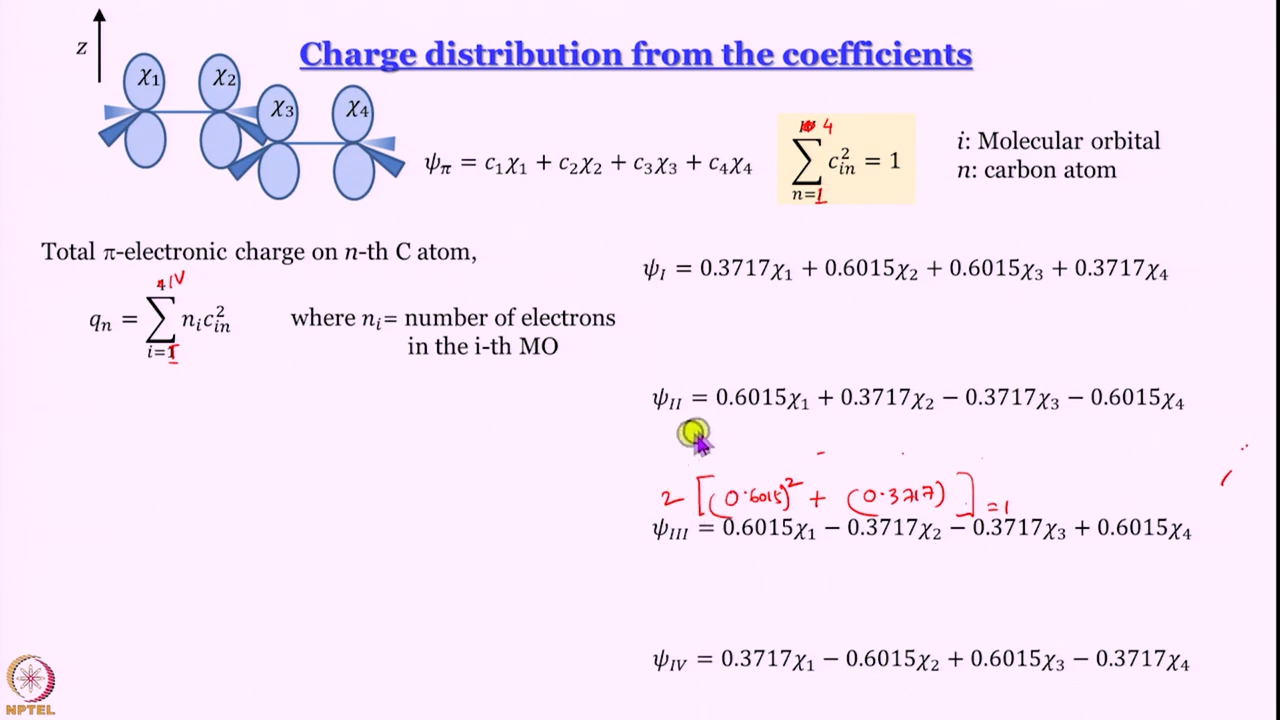 Charge distribution from the coefficients
z
χ1 χ2 χ3 χ4
ψπ = c1χ1 + c2χ2 + c3χ3 + c4χ4
4
∑ c²in = 1
n=1
i: Molecular orbital
n: carbon atom
Total π-electronic charge on n-th C atom,
ψI = 0.3717χ1 + 0.6015χ2 + 0.6015χ3 + 0.3717χ4
IV
qn = ∑ ni c²in
i=I
where ni= number of electrons
in the i-th MO
ψII = 0.6015χ1 + 0.3717χ2 − 0.3717χ3 − 0.6015χ4
2 [(0.6015)² + (0.3717)] = 1
ψIII = 0.6015χ1 − 0.3717χ2 − 0.3717χ3 + 0.6015χ4
ψIV = 0.3717χ1 − 0.6015χ2 + 0.6015χ3 − 0.3717χ4
NPTEL